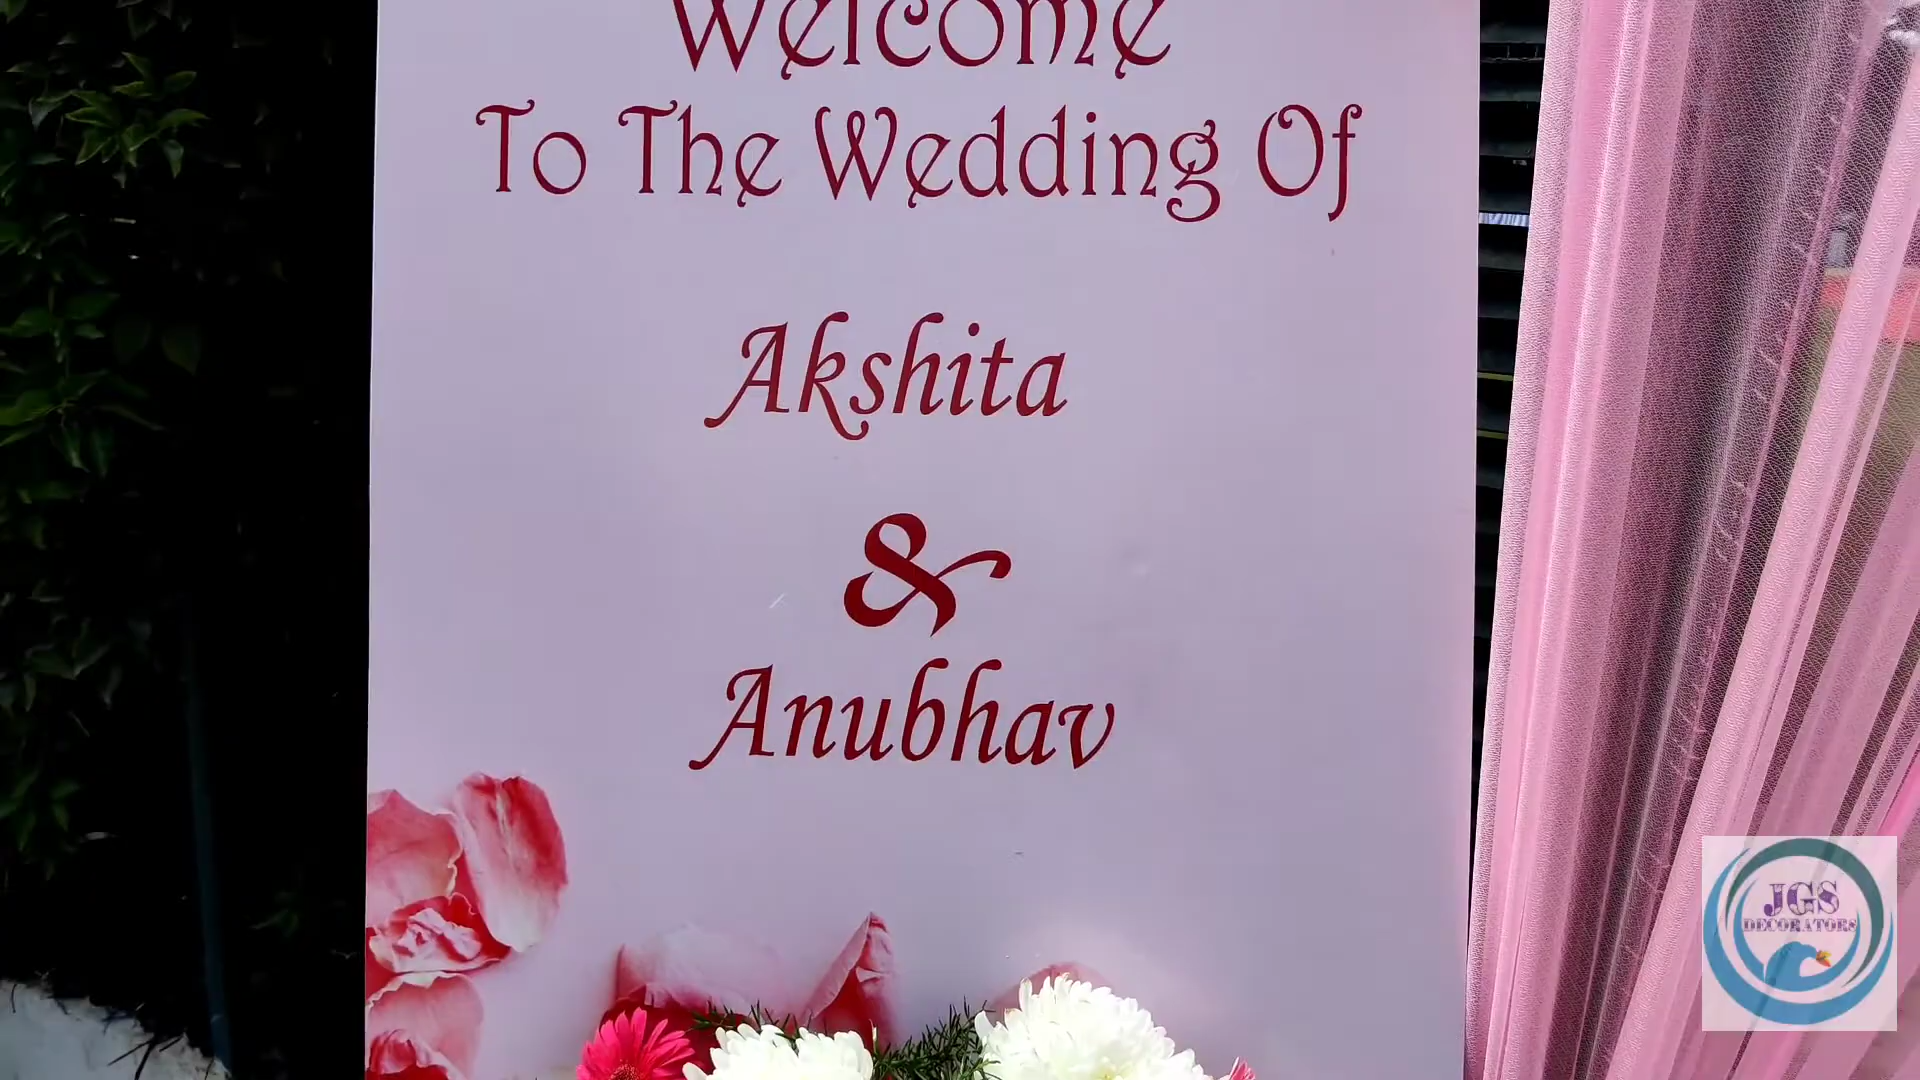 Welcome
To The Wedding Of
Akshita
&
Anubhav
JGS
DECORATORS